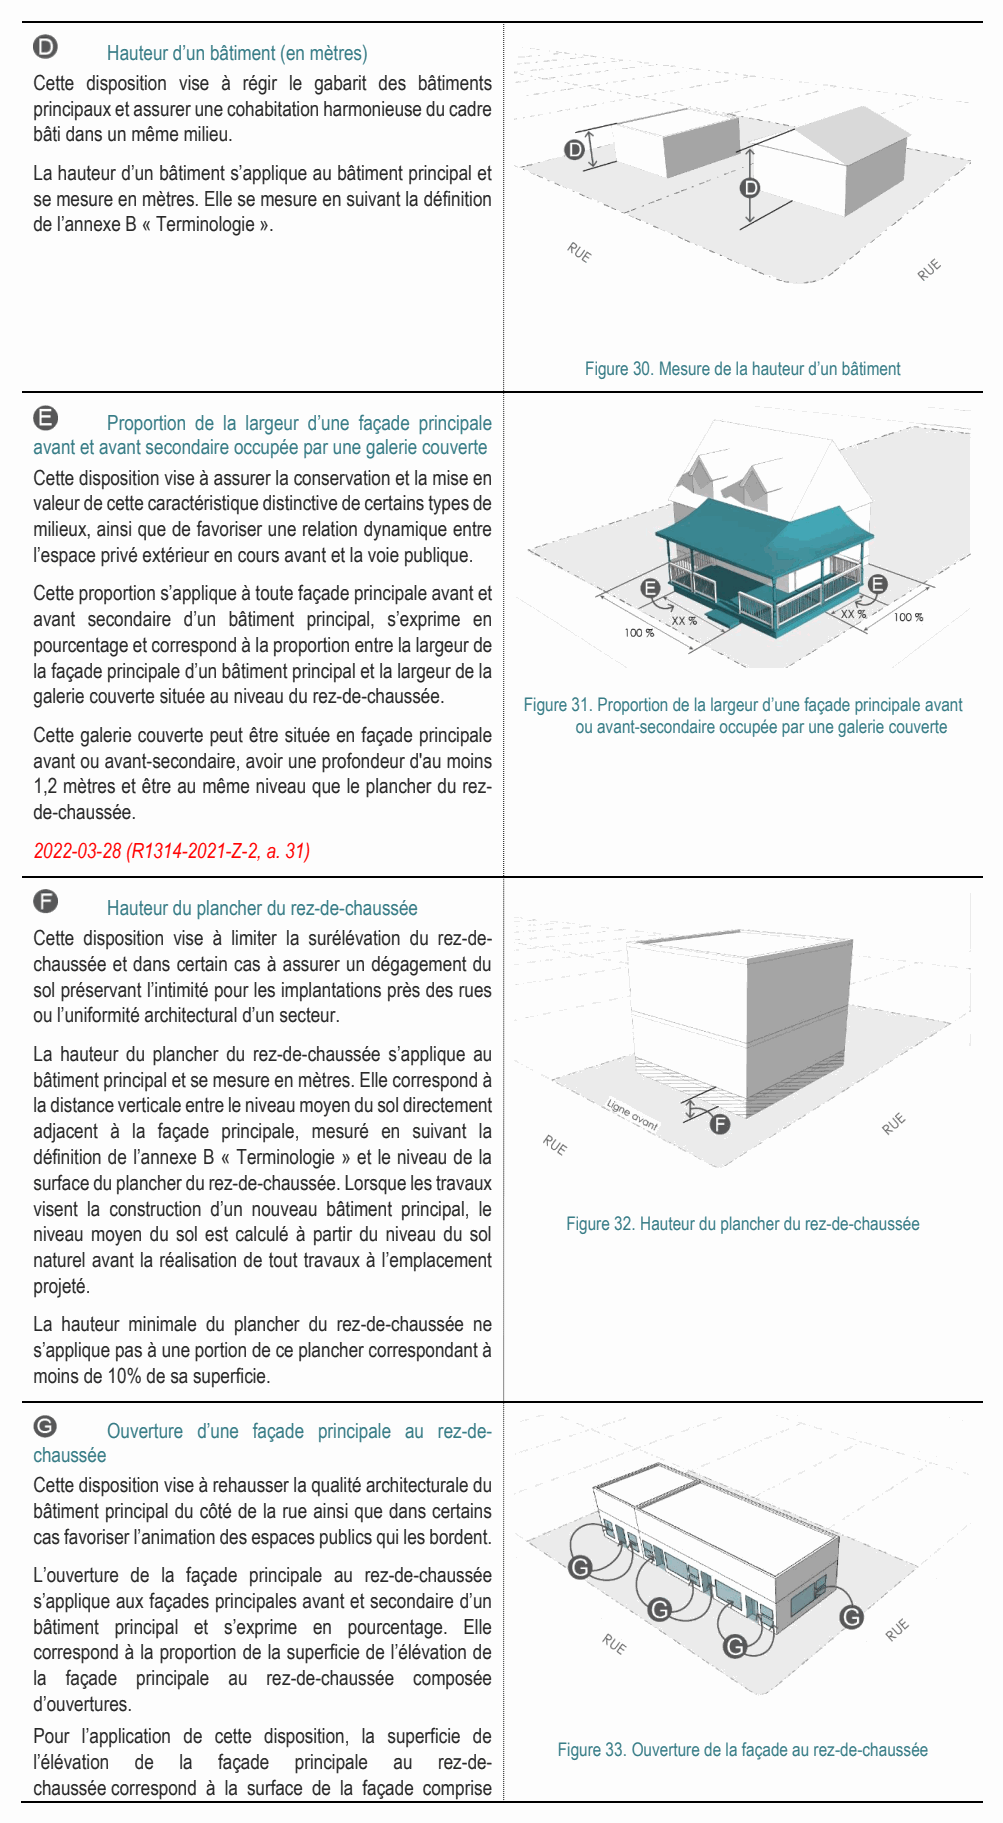 D Hauteur d’un bâtiment (en mètres)
Cette disposition vise à régir le gabarit des bâtiments
principaux et assurer une cohabitation harmonieuse du cadre
bâti dans un même milieu.
La hauteur d’un bâtiment s’applique au bâtiment principal et
se mesure en mètres. Elle se mesure en suivant la définition
de l’annexe B « Terminologie ».
D
D
RUE
RUE
Figure 30. Mesure de la hauteur d’un bâtiment
E Proportion de la largeur d’une façade principale
avant et avant secondaire occupée par une galerie couverte
Cette disposition vise à assurer la conservation et la mise en
valeur de cette caractéristique distinctive de certains types de
milieux, ainsi que de favoriser une relation dynamique entre
l’espace privé extérieur en cours avant et la voie publique.
Cette proportion s’applique à toute façade principale avant et
avant secondaire d’un bâtiment principal, s’exprime en
pourcentage et correspond à la proportion entre la largeur de
la façade principale d’un bâtiment principal et la largeur de la
galerie couverte située au niveau du rez-de-chaussée.
Cette galerie couverte peut être située en façade principale
avant ou avant-secondaire, avoir une profondeur d'au moins
1,2 mètres et être au même niveau que le plancher du rez-
de-chaussée.
2022-03-28 (R1314-2021-Z-2, a. 31)
E
E
XX %
XX %
100 %
100 %
Figure 31. Proportion de la largeur d’une façade principale avant
ou avant-secondaire occupée par une galerie couverte
F Hauteur du plancher du rez-de-chaussée
Cette disposition vise à limiter la surélévation du rez-de-
chaussée et dans certain cas à assurer un dégagement du
sol préservant l’intimité pour les implantations près des rues
ou l’uniformité architectural d’un secteur.
La hauteur du plancher du rez-de-chaussée s’applique au
bâtiment principal et se mesure en mètres. Elle correspond à
la distance verticale entre le niveau moyen du sol directement
adjacent à la façade principale, mesuré en suivant la
définition de l’annexe B « Terminologie » et le niveau de la
surface du plancher du rez-de-chaussée. Lorsque les travaux
visent la construction d’un nouveau bâtiment principal, le
niveau moyen du sol est calculé à partir du niveau du sol
naturel avant la réalisation de tout travaux à l’emplacement
projeté.
La hauteur minimale du plancher du rez-de-chaussée ne
s’applique pas à une portion de ce plancher correspondant à
moins de 10% de sa superficie.
Ligne avant
F
RUE
RUE
Figure 32. Hauteur du plancher du rez-de-chaussée
G Ouverture d’une façade principale au rez-de-
chaussée
Cette disposition vise à rehausser la qualité architecturale du
bâtiment principal du côté de la rue ainsi que dans certains
cas favoriser l’animation des espaces publics qui les bordent.
L’ouverture de la façade principale au rez-de-chaussée
s’applique aux façades principales avant et secondaire d’un
bâtiment principal et s’exprime en pourcentage. Elle
correspond à la proportion de la superficie de l’élévation de
la façade principale au rez-de-chaussée composée
d’ouvertures.
Pour l’application de cette disposition, la superficie de
l’élévation de la façade principale au rez-de-
chaussée correspond à la surface de la façade comprise
G
G
G
G
RUE
RUE
Figure 33. Ouverture de la façade au rez-de-chaussée